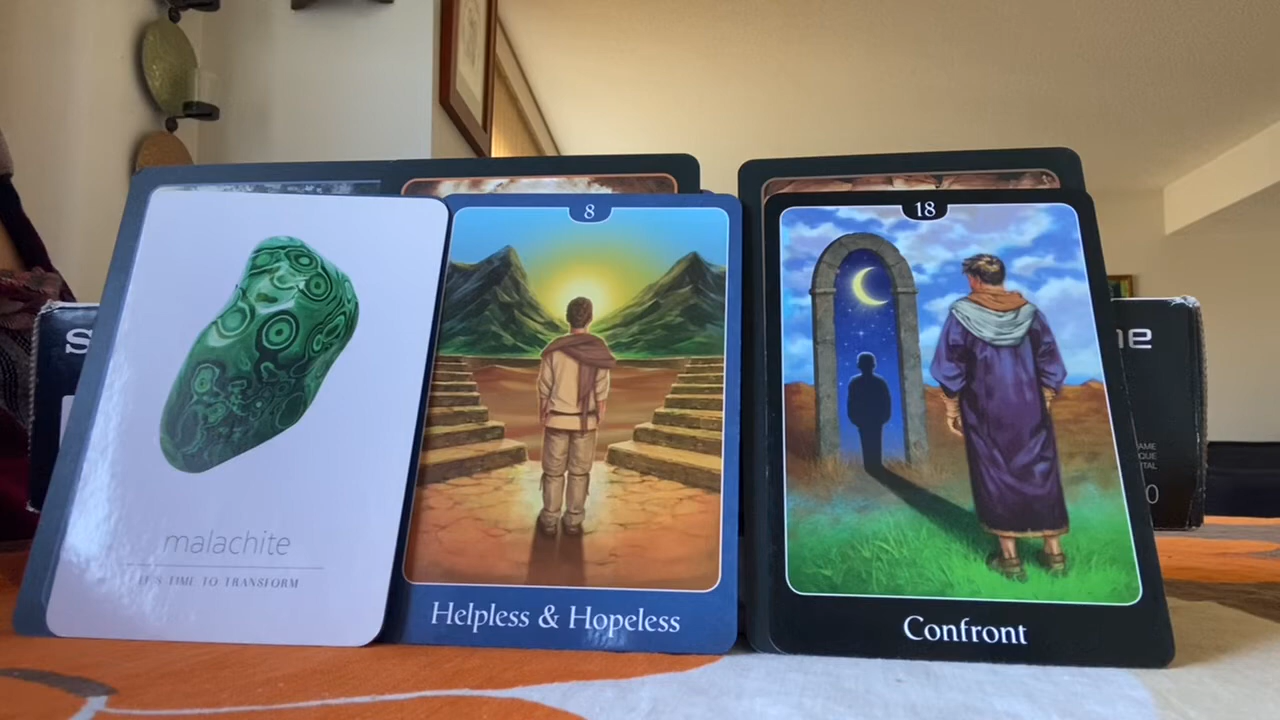 malachite
IT'S TIME TO TRANSFORM
8
Helpless & Hopeless
18
Confront